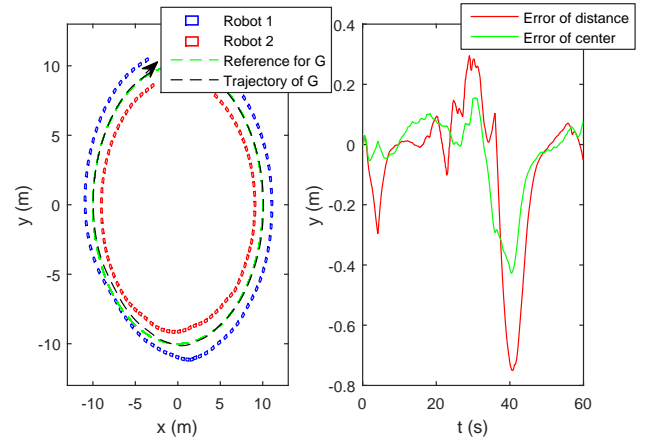 Robot 1
Robot 2
Reference for G
Trajectory of G
10
5
0
-5
-10
y (m)
-10
-5
0
5
10
x (m)
Error of distance
Error of center
0.4
0.2
0
-0.2
-0.4
-0.6
-0.8
y (m)
0
20
40
60
t (s)